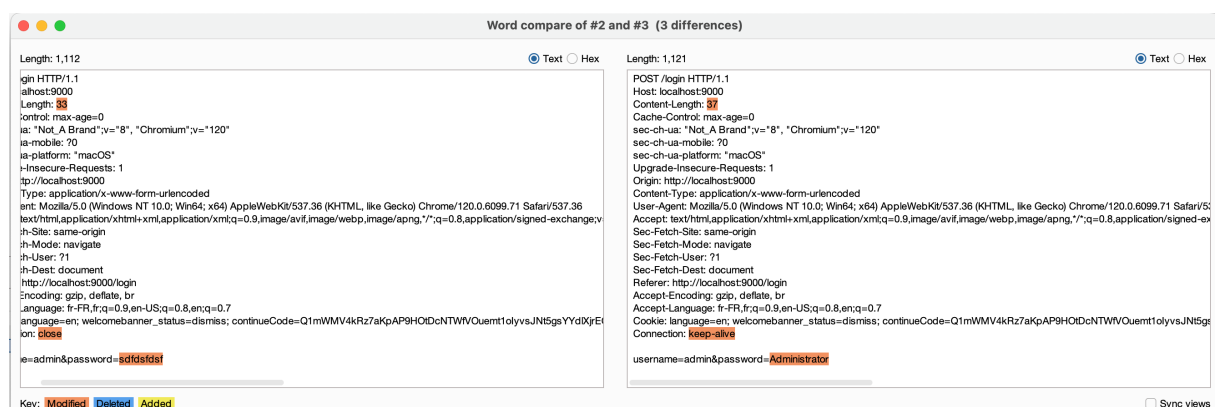 Word compare of #2 and #3 (3 differences)
Length: 1,112
Text
Hex
gin HTTP/1.1
alhost:9000
Length: 33
Control: max-age=0
ua: "Not_A Brand";v="8", "Chromium";v="120"
ua-mobile: ?0
ua-platform: "macOS"
e-Insecure-Requests: 1
ttp://localhost:9000
Type: application/x-www-form-urlencoded
ent: Mozilla/5.0 (Windows NT 10.0; Win64; x64) AppleWebKit/537.36 (KHTML, like Gecko) Chrome/120.0.6099.71 Safari/537.36
text/html,application/xhtml+xml,application/xml;q=0.9,image/avif,image/webp,image/apng,*/*;q=0.8,application/signed-exchange;v
ch-Site: same-origin
ch-Mode: navigate
ch-User: ?1
ch-Dest: document
http://localhost:9000/login
Encoding: gzip, deflate, br
Language: fr-FR,fr;q=0.9,en-US;q=0.8,en;q=0.7
anguage=en; welcomebanner_status=dismiss; continueCode=Q1mWMV4kRz7aKpAP9HOtDcNTWfVOuemt1olyvsJNt5gsYYdlXjrE
ion: close
e=admin&password=sdfdsfdsf
Length: 1,121
Text
Hex
POST /login HTTP/1.1
Host: localhost:9000
Content-Length: 37
Cache-Control: max-age=0
sec-ch-ua: "Not_A Brand";v="8", "Chromium";v="120"
sec-ch-ua-mobile: ?0
sec-ch-ua-platform: "macOS"
Upgrade-Insecure-Requests: 1
Origin: http://localhost:9000
Content-Type: application/x-www-form-urlencoded
User-Agent: Mozilla/5.0 (Windows NT 10.0; Win64; x64) AppleWebKit/537.36 (KHTML, like Gecko) Chrome/120.0.6099.71 Safari/53
Accept: text/html,application/xhtml+xml,application/xml;q=0.9,image/avif,image/webp,image/apng,*/*;q=0.8,application/signed-ex
Sec-Fetch-Site: same-origin
Sec-Fetch-Mode: navigate
Sec-Fetch-User: ?1
Sec-Fetch-Dest: document
Referer: http://localhost:9000/login
Accept-Encoding: gzip, deflate, br
Accept-Language: fr-FR,fr;q=0.9,en-US;q=0.8,en;q=0.7
Cookie: language=en; welcomebanner_status=dismiss; continueCode=Q1mWMV4kRz7aKpAP9HOtDcNTWfVOuemt1olyvsJNt5gs
Connection: keep-alive
username=admin&password=Administrator
Key: Modified Deleted Added
Sync views